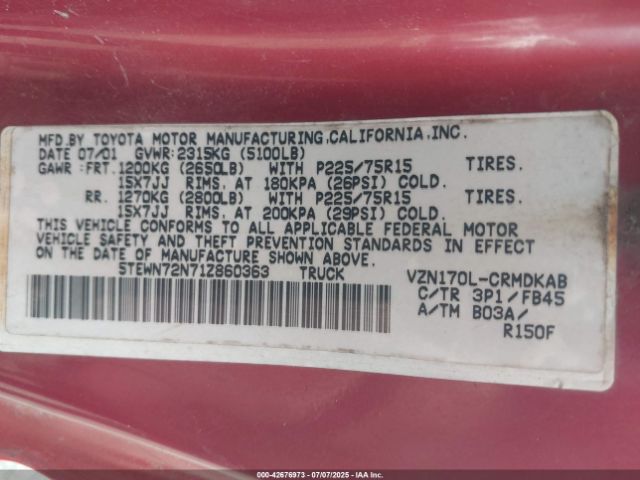 MFD.BY TOYOTA MOTOR MANUFACTURING,CALIFORNIA,INC.
DATE 07/01 GVWR:2315KG (5100LB)
GAWR :FRT.1200KG (2650LB) WITH P225/75R15 TIRES.
15X7JJ RIMS, AT 180KPA (26PSI) COLD.
RR. 1270KG (2800LB) WITH P225/75R15 TIRES.
15X7JJ RIMS, AT 200KPA (29PSI) COLD.
THIS VEHICLE CONFORMS TO ALL APPLICABLE FEDERAL MOTOR
VEHICLE SAFETY AND THEFT STANDARDS IN EFFECT
ON THE DATE OF MANUFACTURE SHOWN ABOVE.
5TEWN72N71Z860363 TRUCK VZN170L-CRMDKAB
C/TR 3P1/FB45
A/TM B03A/
R150F
000-42676973 - 07/07/2025 - IAA Inc.